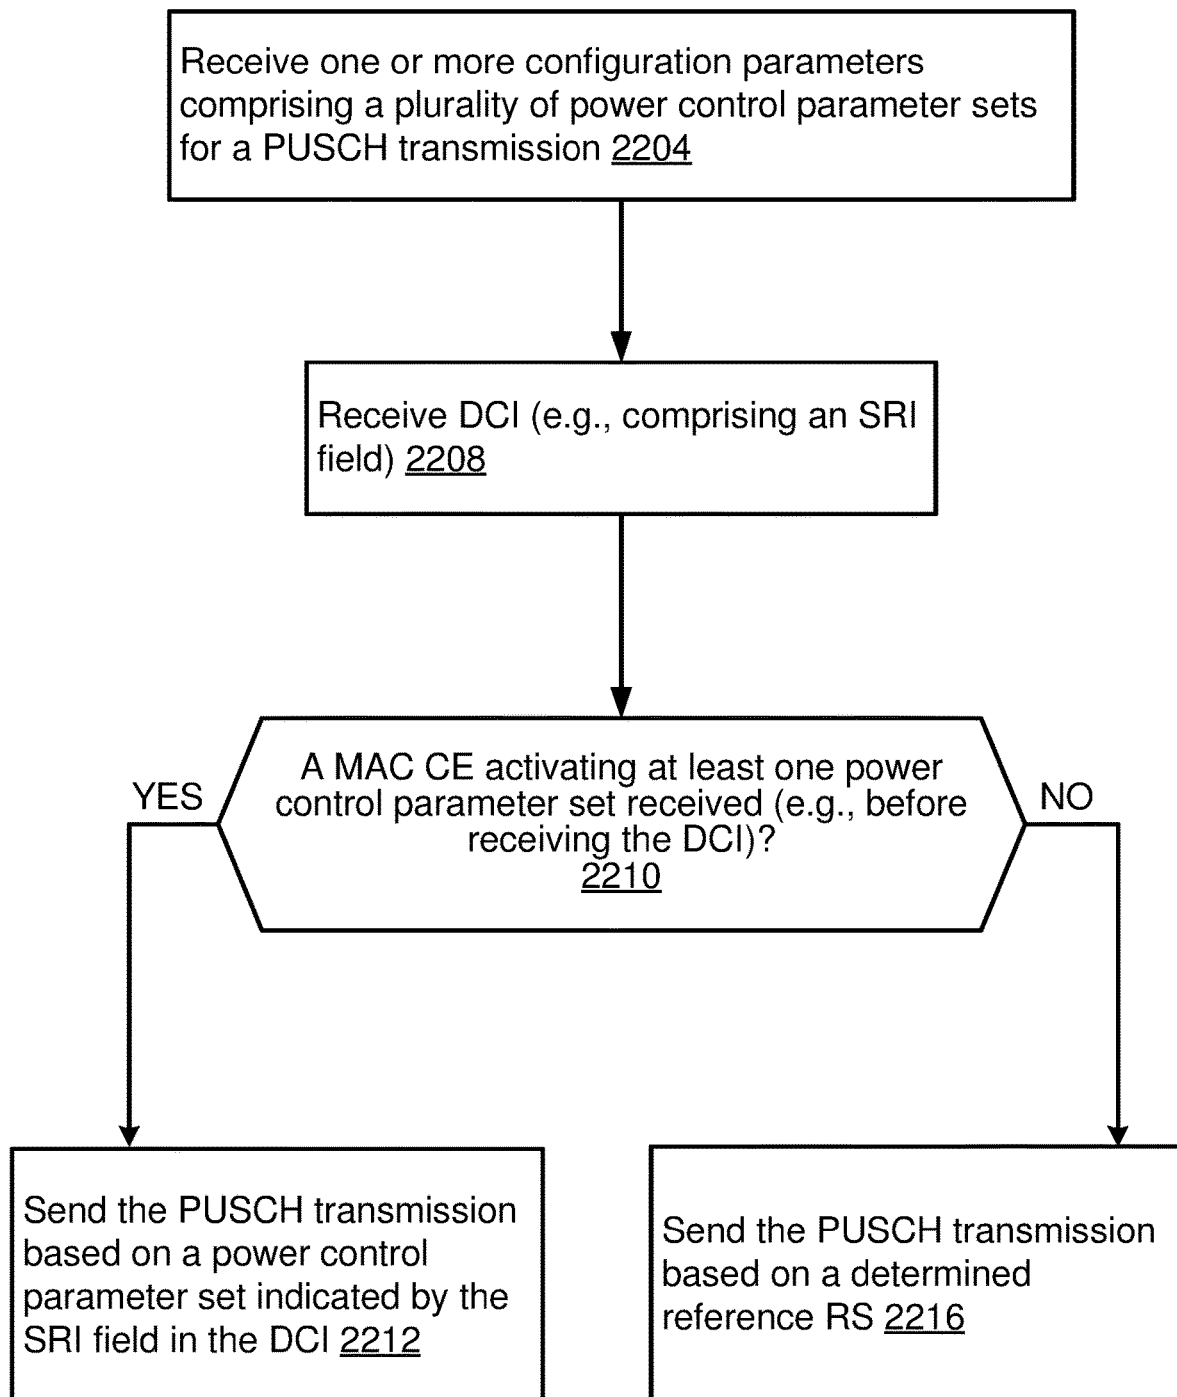 Receive one or more configuration parameters
comprising a plurality of power control parameter sets
for a PUSCH transmission 2204
Receive DCI (e.g., comprising an SRI
field) 2208
A MAC CE activating at least one power
control parameter set received (e.g., before
receiving the DCI)?
2210
YES
NO
Send the PUSCH transmission
based on a power control
parameter set indicated by the
SRI field in the DCI 2212
Send the PUSCH transmission
based on a determined
reference RS 2216